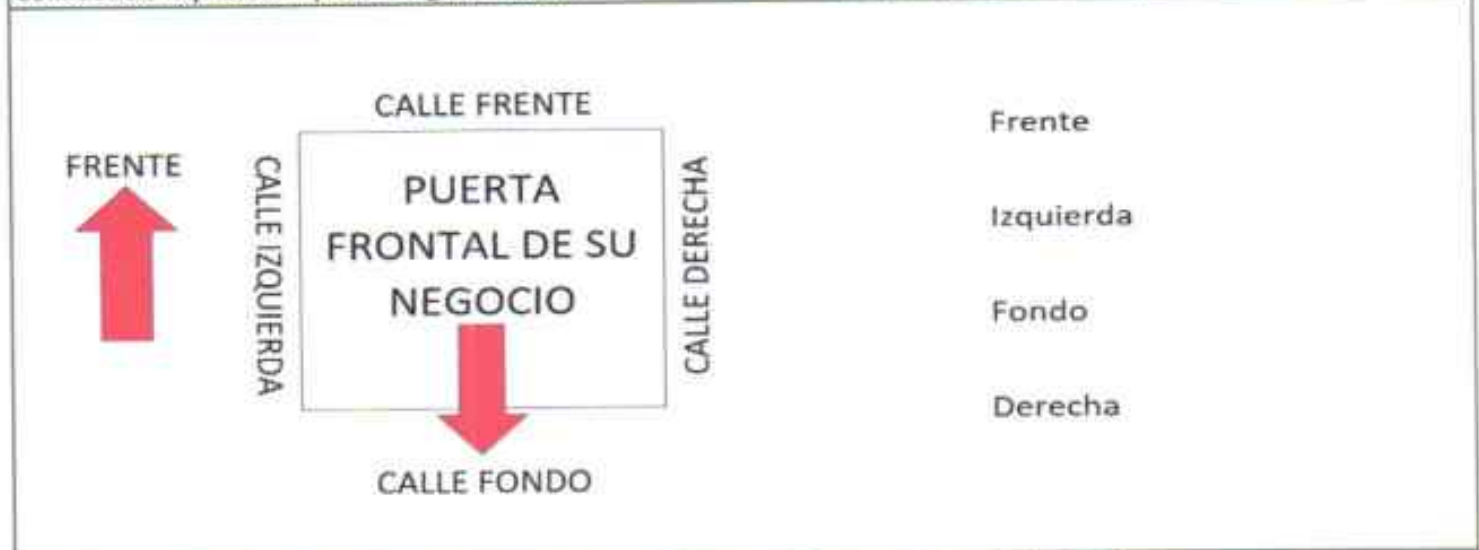 CALLE FRENTE
FRENTE
CALLE IZQUIERDA
PUERTA
FRONTAL DE SU
NEGOCIO
CALLE DERECHA
CALLE FONDO
Frente
Izquierda
Fondo
Derecha